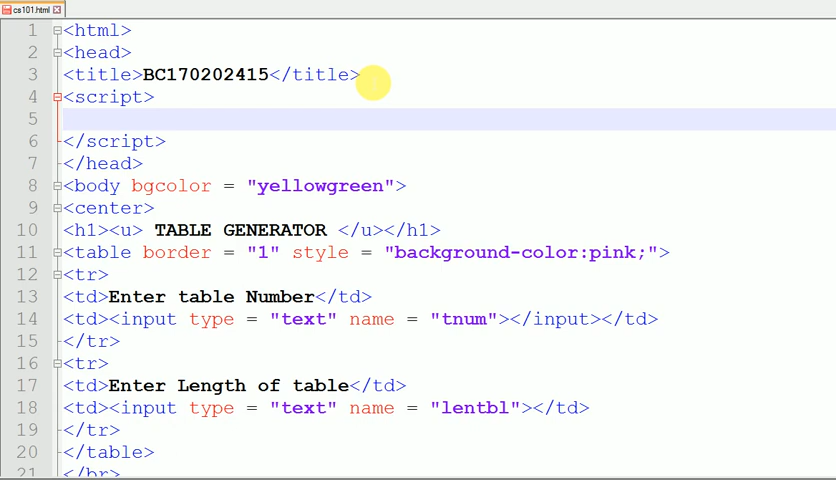 cs101.html
1 <html>
2 <head>
3 <title>BC170202415</title>
4 <script>
5
6 </script>
7 </head>
8 <body bgcolor = "yellowgreen">
9 <center>
10 <h1><u> TABLE GENERATOR </u></h1>
11 <table border = "1" style = "background-color:pink;">
12 <tr>
13 <td>Enter table Number</td>
14 <td><input type = "text" name = "tnum"></input></td>
15 </tr>
16 <tr>
17 <td>Enter Length of table</td>
18 <td><input type = "text" name = "lentbl"></td>
19 </tr>
20 </table>
21 </br>